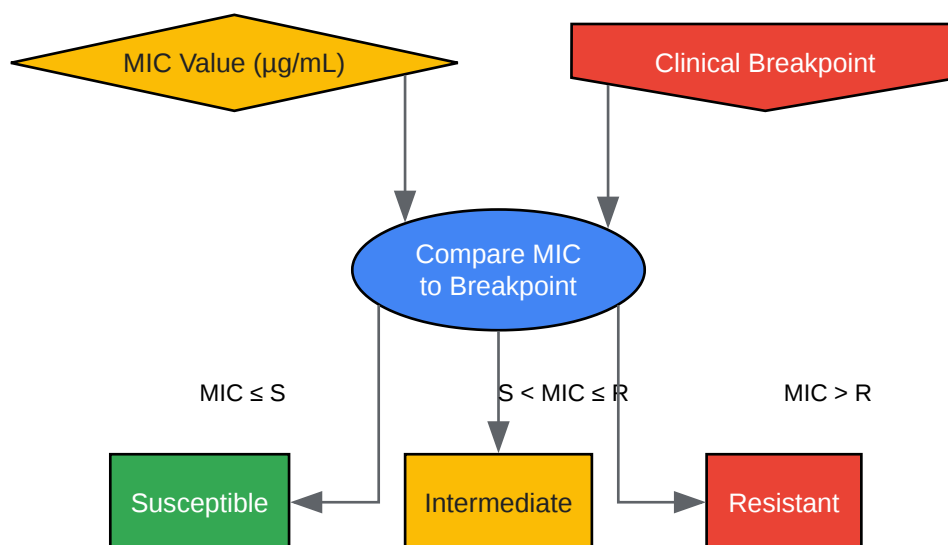 MIC Value (µg/mL)
Clinical Breakpoint
Compare MIC
to Breakpoint
MIC ≤ S
S < MIC ≤ R
MIC > R
Susceptible
Intermediate
Resistant